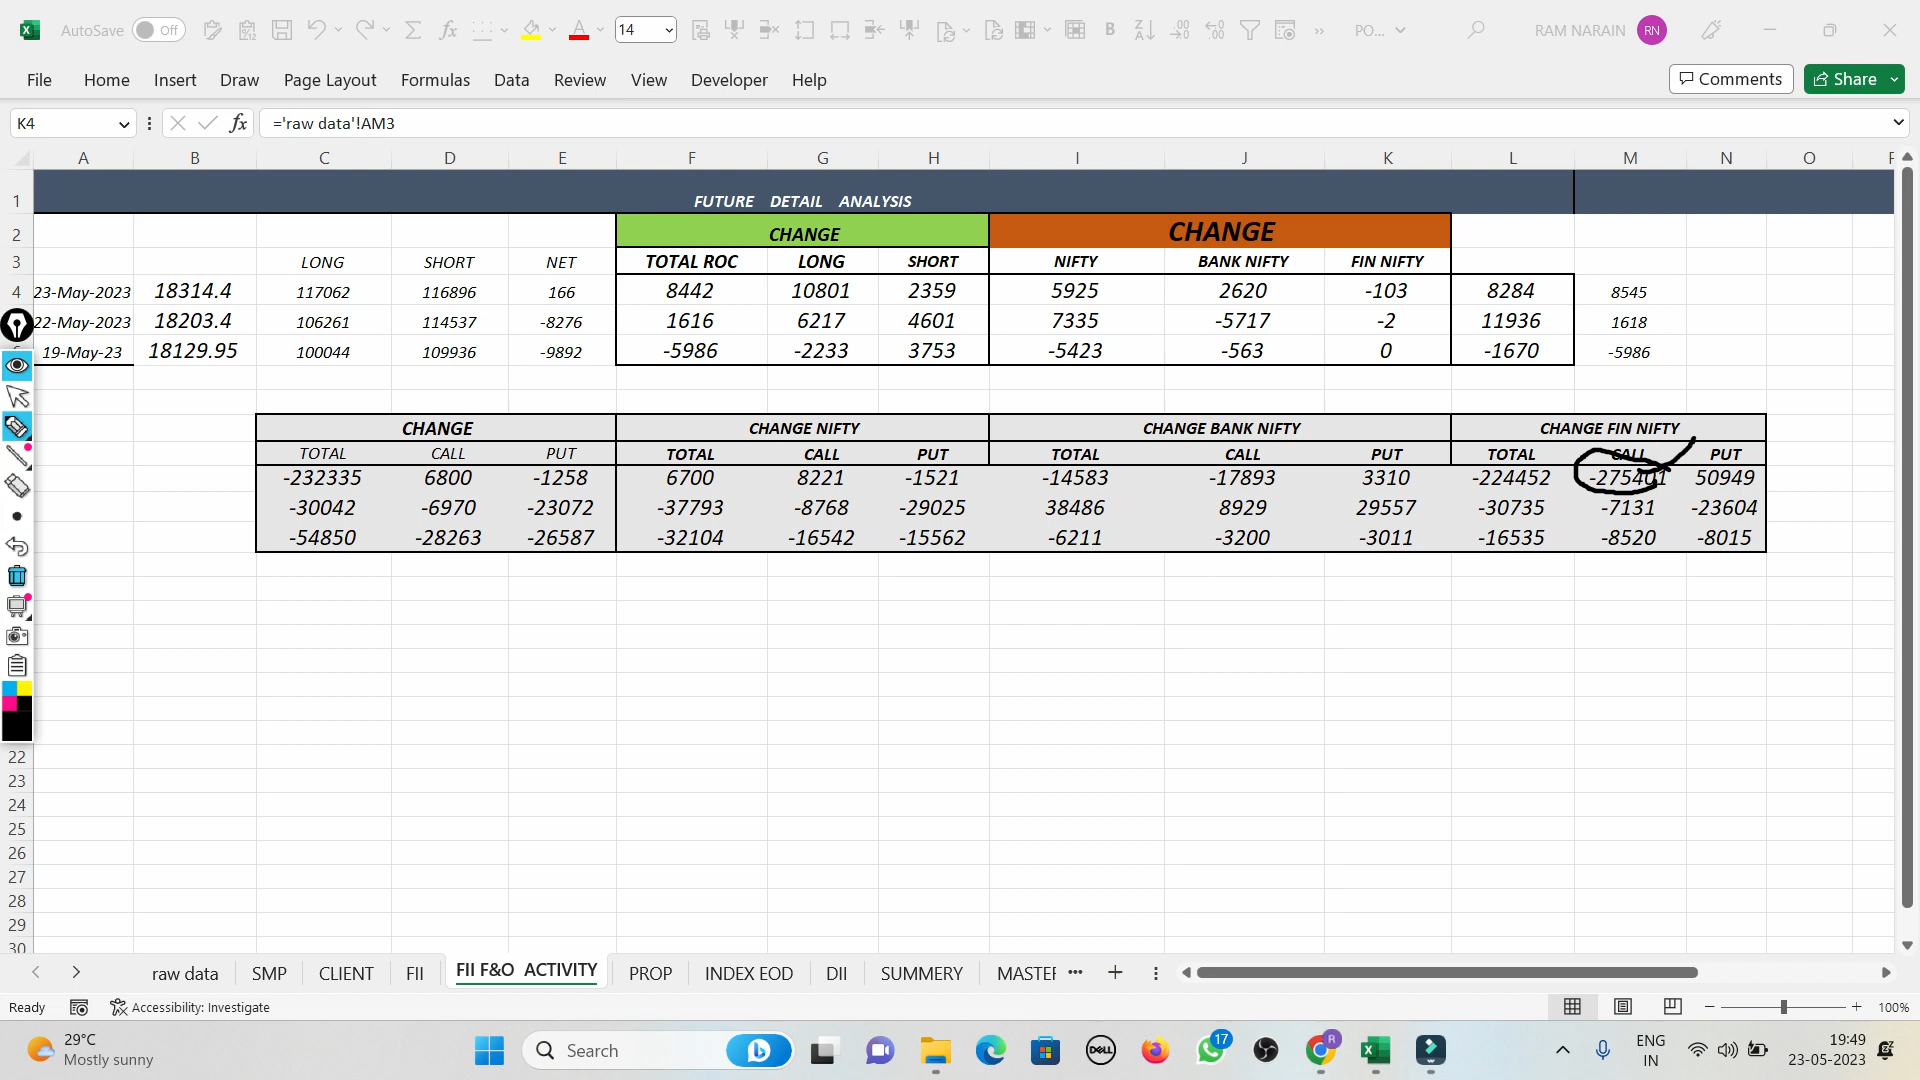 AutoSave Off 14 PO... RAM NARAIN RN
File Home Insert Draw Page Layout Formulas Data Review View Developer Help Comments Share
K4 fx ='raw data'!AM3
A B C D E F G H I J K L M N O
1 FUTURE DETAIL ANALYSIS
2 CHANGE CHANGE
3 LONG SHORT NET TOTAL ROC LONG SHORT NIFTY BANK NIFTY FIN NIFTY
4 23-May-2023 18314.4 117062 116896 166 8442 10801 2359 5925 2620 -103 8284 8545
22-May-2023 18203.4 106261 114537 -8276 1616 6217 4601 7335 -5717 -2 11936 1618
19-May-23 18129.95 100044 109936 -9892 -5986 -2233 3753 -5423 -563 0 -1670 -5986
CHANGE CHANGE NIFTY CHANGE BANK NIFTY CHANGE FIN NIFTY
TOTAL CALL PUT TOTAL CALL PUT TOTAL CALL PUT TOTAL CALL PUT
-232335 6800 -1258 6700 8221 -1521 -14583 -17893 3310 -224452 -275401 50949
-30042 -6970 -23072 -37793 -8768 -29025 38486 8929 29557 -30735 -7131 -23604
-54850 -28263 -26587 -32104 -16542 -15562 -6211 -3200 -3011 -16535 -8520 -8015
22
23
24
25
26
27
28
29
30
raw data SMP CLIENT FII FII F&O ACTIVITY PROP INDEX EOD DII SUMMERY MASTEF
Ready Accessibility: Investigate 100%
29°C
Mostly sunny
Search
DELL
17
R
ENG
IN
19:49
23-05-2023